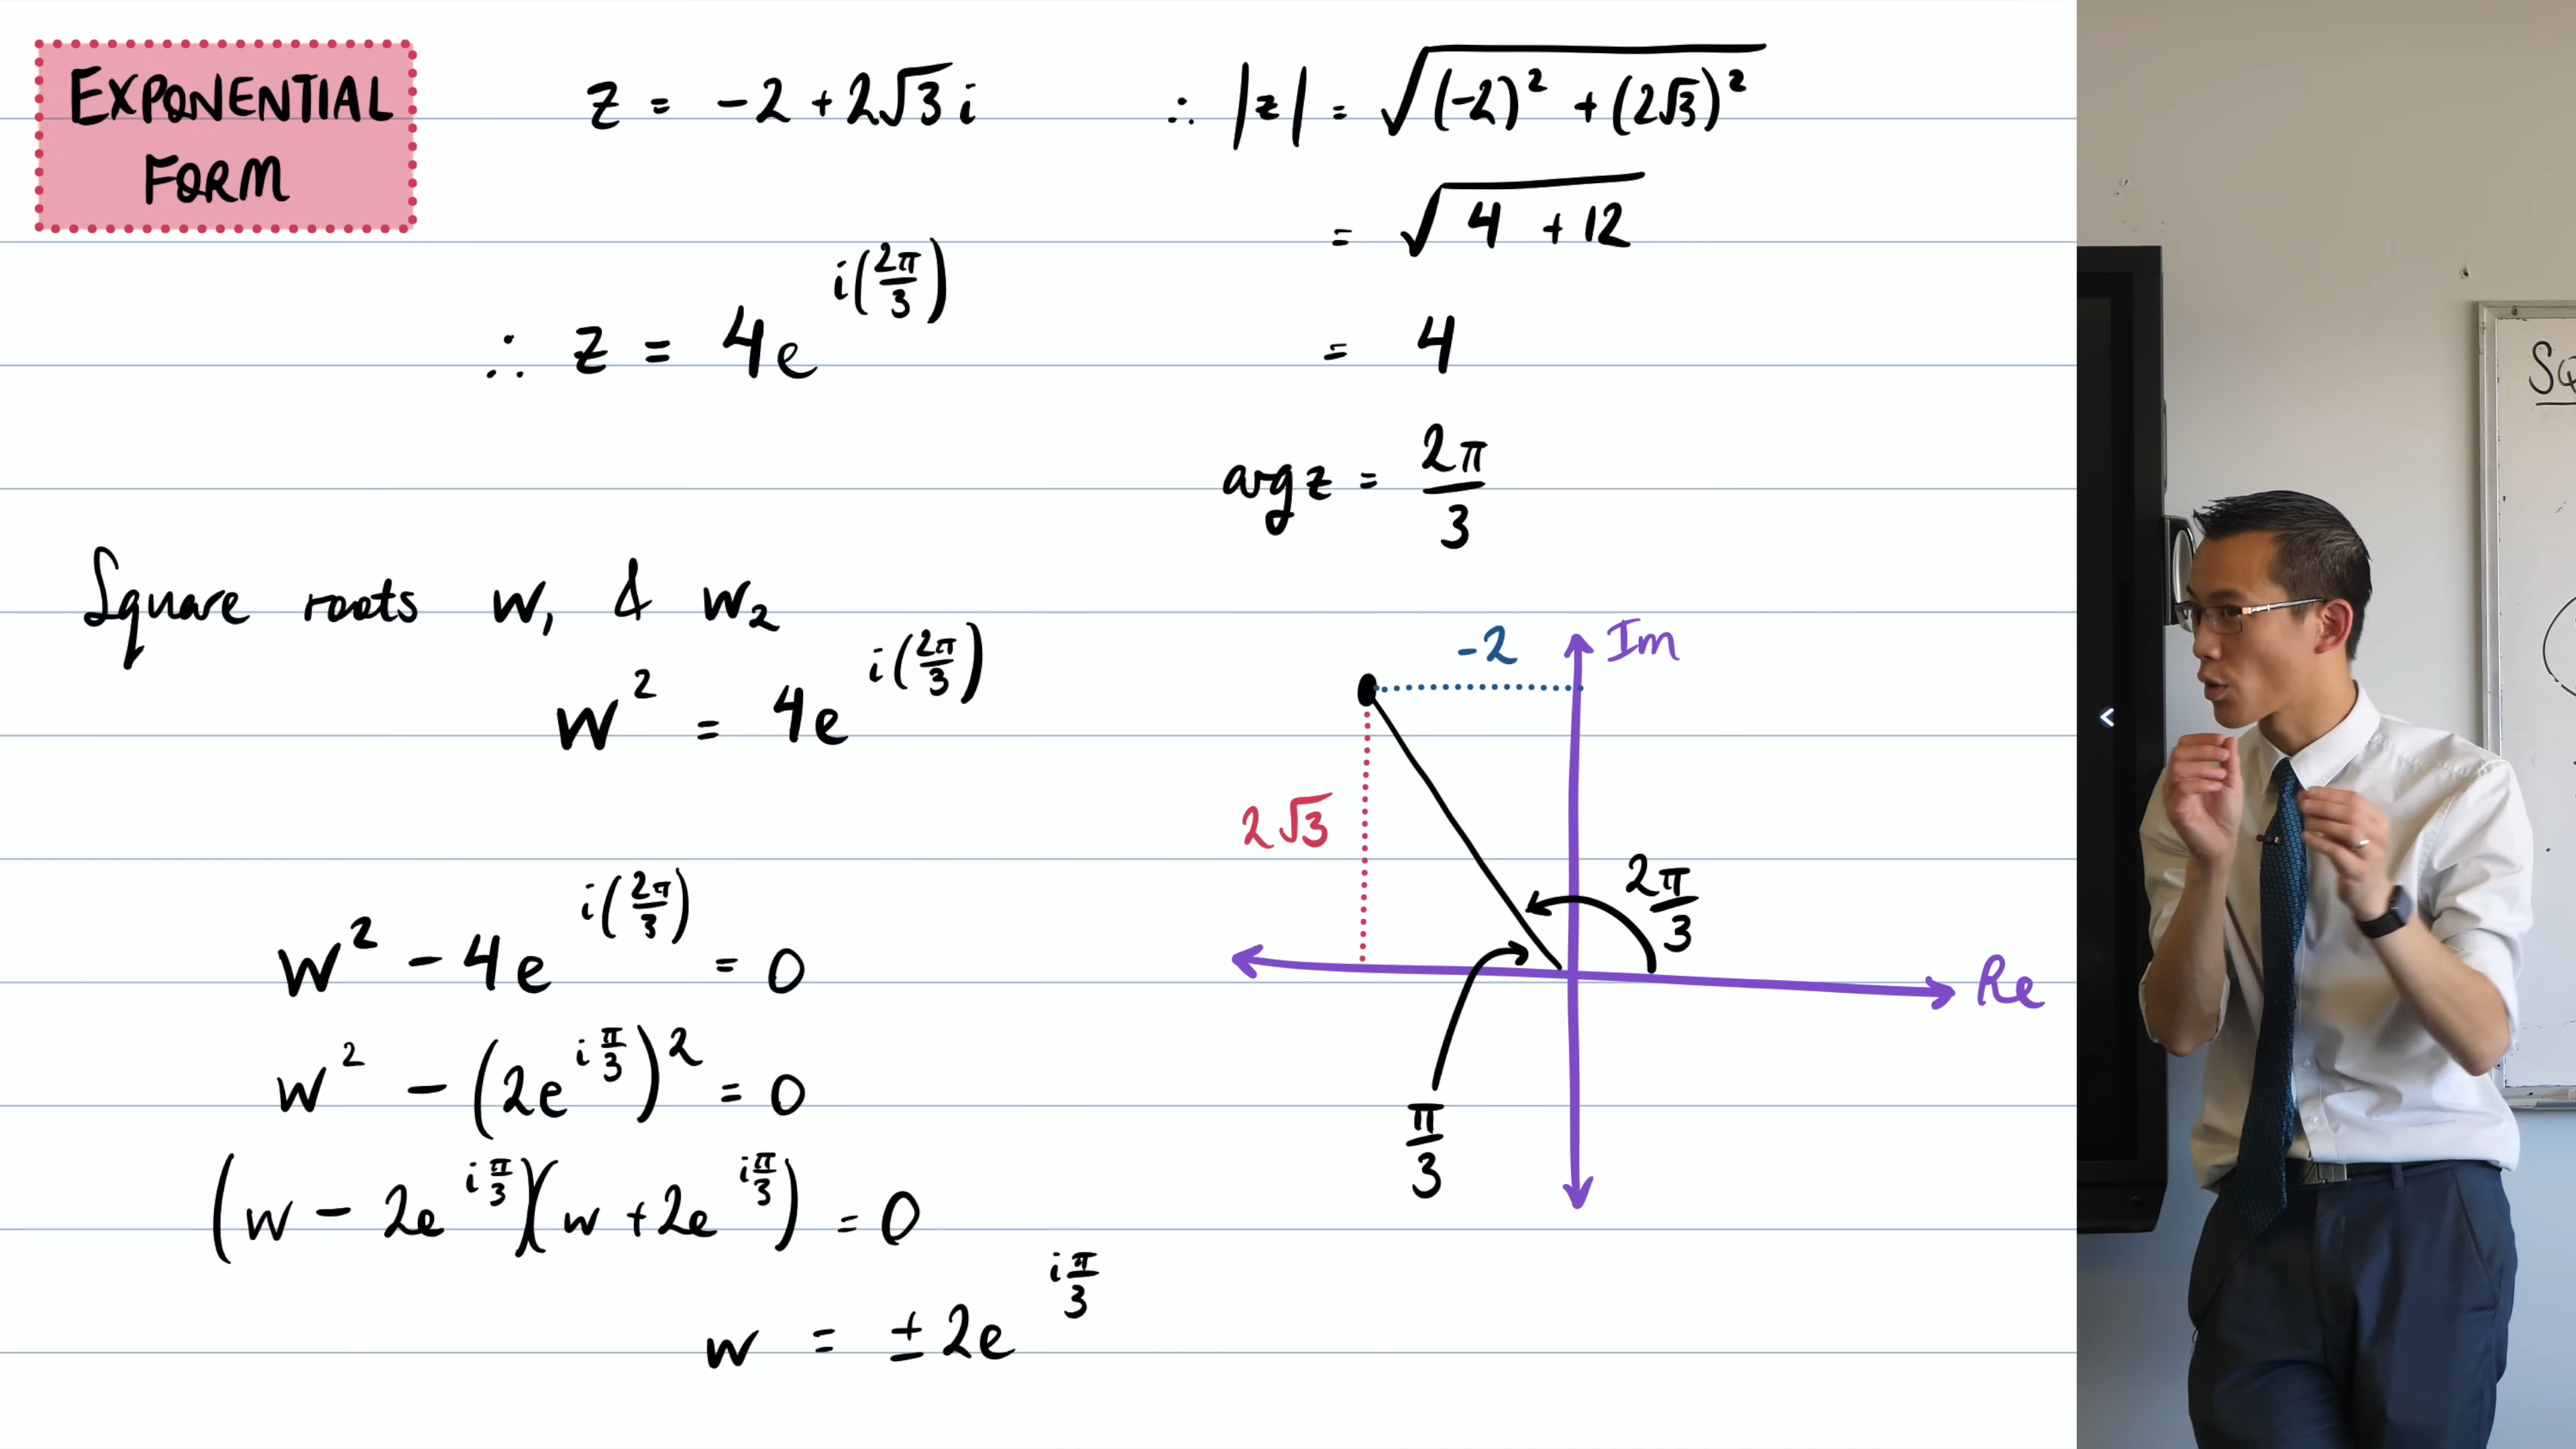 EXPONENTIAL
FORM
z = -2 + 2√3 i
∴ z = 4e^{i(2π/3)}
∴ |z| = √((-2)² + (2√3)²)
= √(4 + 12)
= 4
arg z = 2π/3
Square roots w₁ & w₂
w² = 4e^{i(2π/3)}
w² - 4e^{i(2π/3)} = 0
w² - (2e^{iπ/3})² = 0
(w - 2e^{iπ/3})(w + 2e^{iπ/3}) = 0
w = ±2e^{iπ/3}
-2
Im
2√3
2π/3
Re
π/3
<